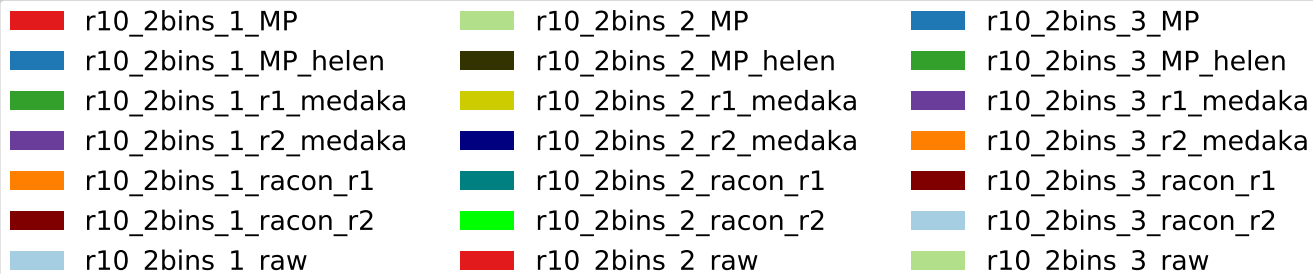 r10_2bins_1_MP r10_2bins_2_MP r10_2bins_3_MP
r10_2bins_1_MP_helen r10_2bins_2_MP_helen r10_2bins_3_MP_helen
r10_2bins_1_r1_medaka r10_2bins_2_r1_medaka r10_2bins_3_r1_medaka
r10_2bins_1_r2_medaka r10_2bins_2_r2_medaka r10_2bins_3_r2_medaka
r10_2bins_1_racon_r1 r10_2bins_2_racon_r1 r10_2bins_3_racon_r1
r10_2bins_1_racon_r2 r10_2bins_2_racon_r2 r10_2bins_3_racon_r2
r10_2bins_1_raw r10_2bins_2_raw r10_2bins_3_raw